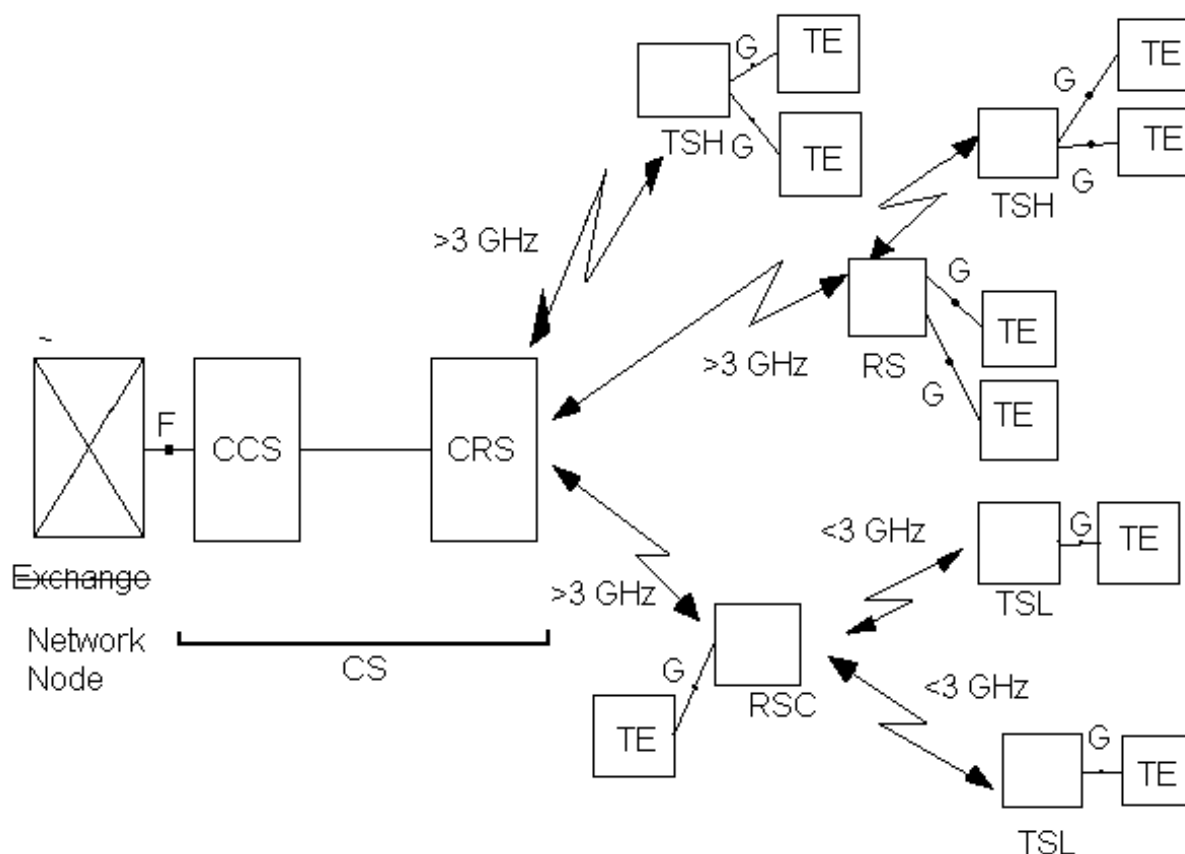 TE
G
TE
G
TE
G
TSH
G
TE
TE
G
TSH
>3 GHz
G
TE
~
>3 GHz
RS
F
G
TE
CCS
CRS
<3 GHz
G
TE
Exchange
>3 GHz
TSL
Network
Node
CS
G
<3 GHz
RSC
TE
G
TE
TSL